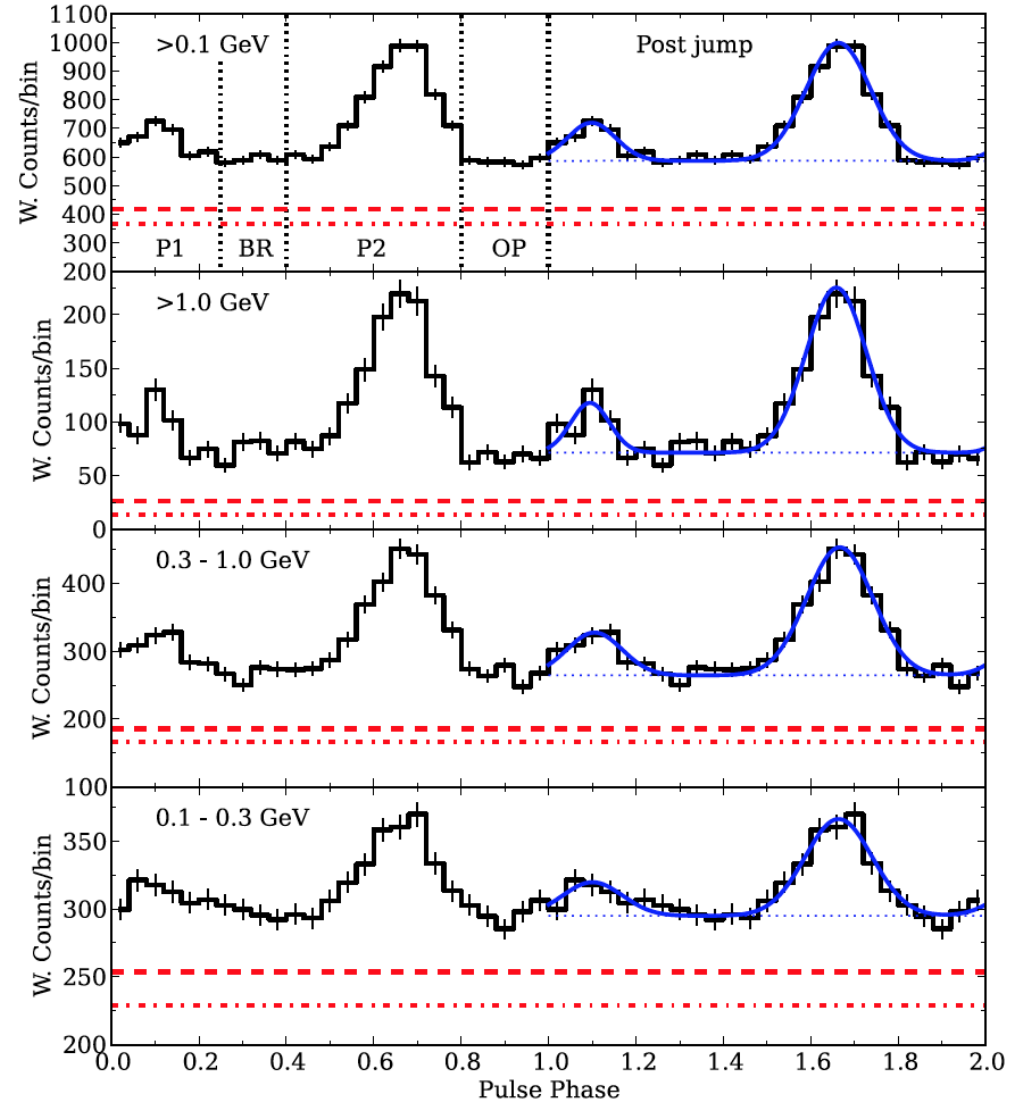 1100
>0.1 GeV
Post jump
1000
900
800
700
600
500
400
300
200
W. Counts/bin
P1
BR
P2
OP
>1.0 GeV
200
150
100
50
0
W. Counts/bin
0.3 - 1.0 GeV
400
300
200
100
W. Counts/bin
0.1 - 0.3 GeV
350
300
250
200
W. Counts/bin
0.0 0.2 0.4 0.6 0.8 1.0 1.2 1.4 1.6 1.8 2.0
Pulse Phase